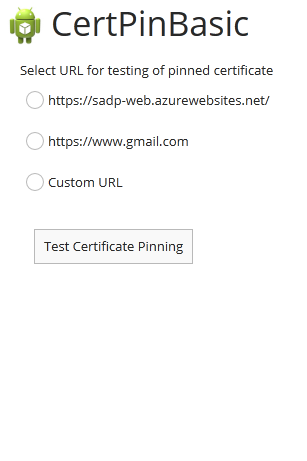 CertPinBasic
Select URL for testing of pinned certificate
https://sadp-web.azurewebsites.net/
https://www.gmail.com
Custom URL
Test Certificate Pinning